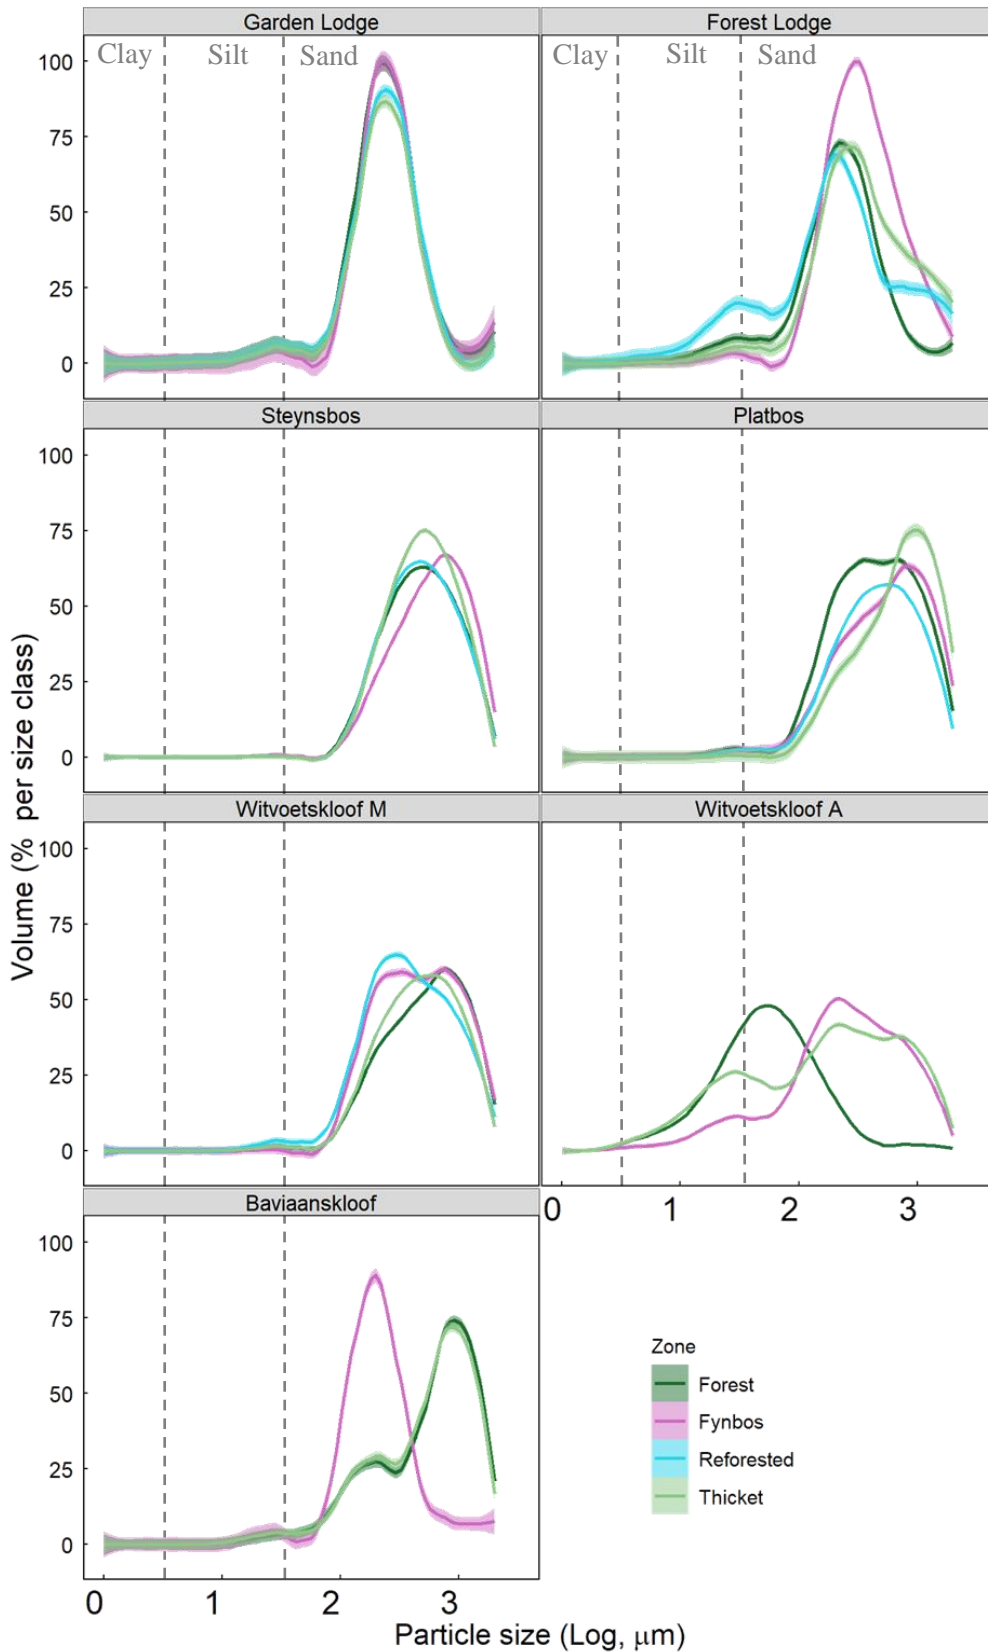 Garden Lodge
Forest Lodge
Clay Silt Sand
Clay Silt Sand
100
75
50
25
0
Steynsbos
Platbos
100
75
50
25
0
Witvoetskloof M
Witvoetskloof A
100
75
50
25
0
0 1 2 3
Baviaanskloof
100
75
50
25
0
0 1 2 3
Volume (% per size class)
Particle size (Log, μm)
Zone
Forest
Fynbos
Reforested
Thicket